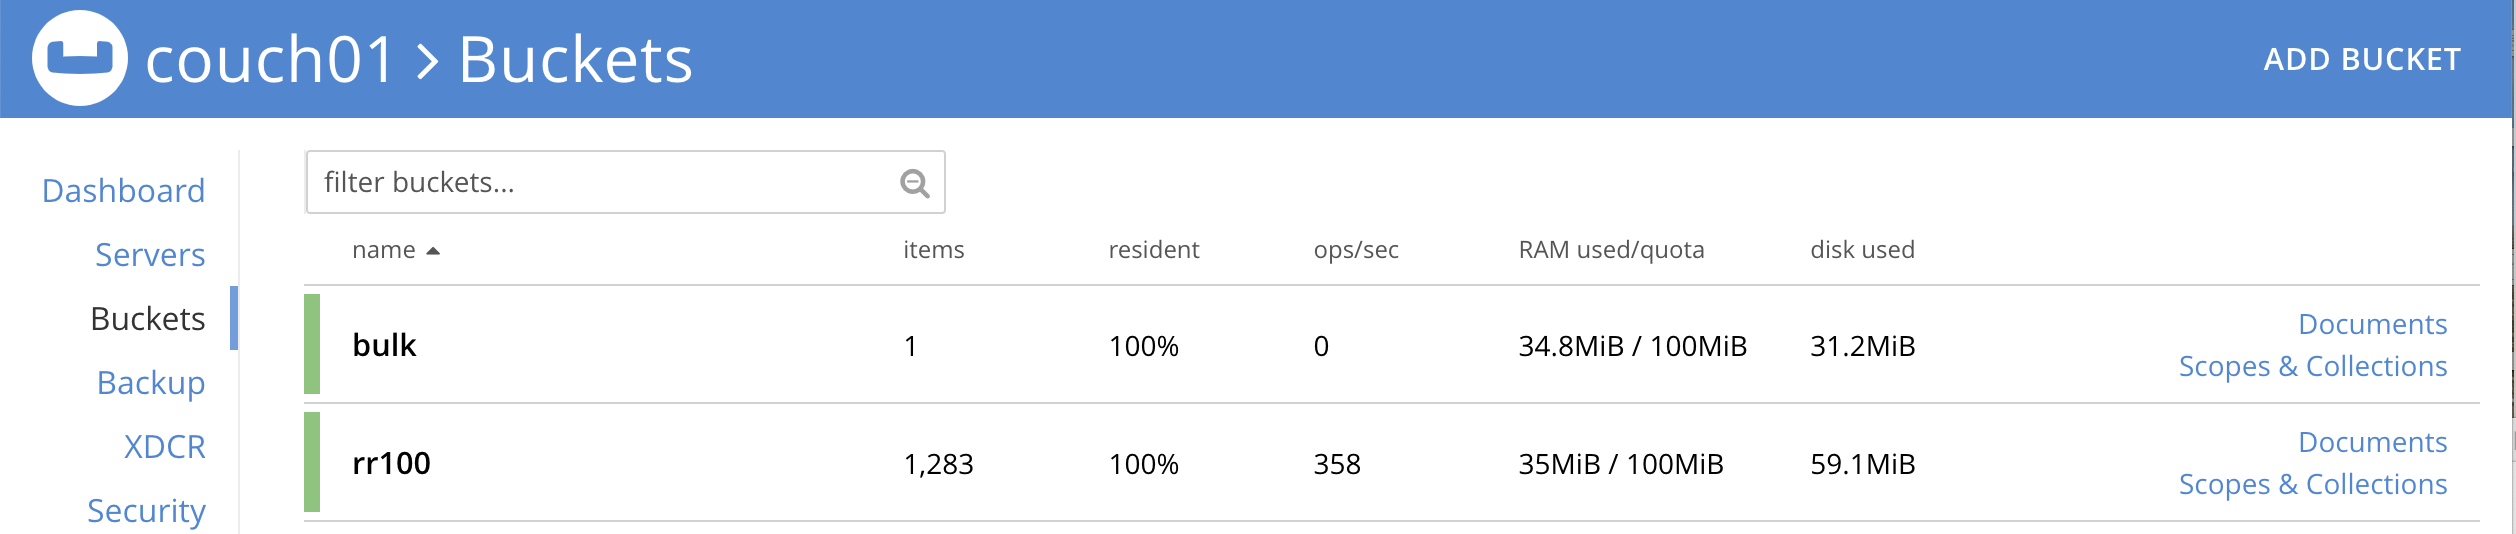 couch01 > Buckets
ADD BUCKET
Dashboard
Servers
Buckets
Backup
XDCR
Security
filter buckets...
name items resident ops/sec RAM used/quota disk used
bulk 1 100% 0 34.8MiB / 100MiB 31.2MiB
Documents
Scopes & Collections
rr100 1,283 100% 358 35MiB / 100MiB 59.1MiB
Documents
Scopes & Collections